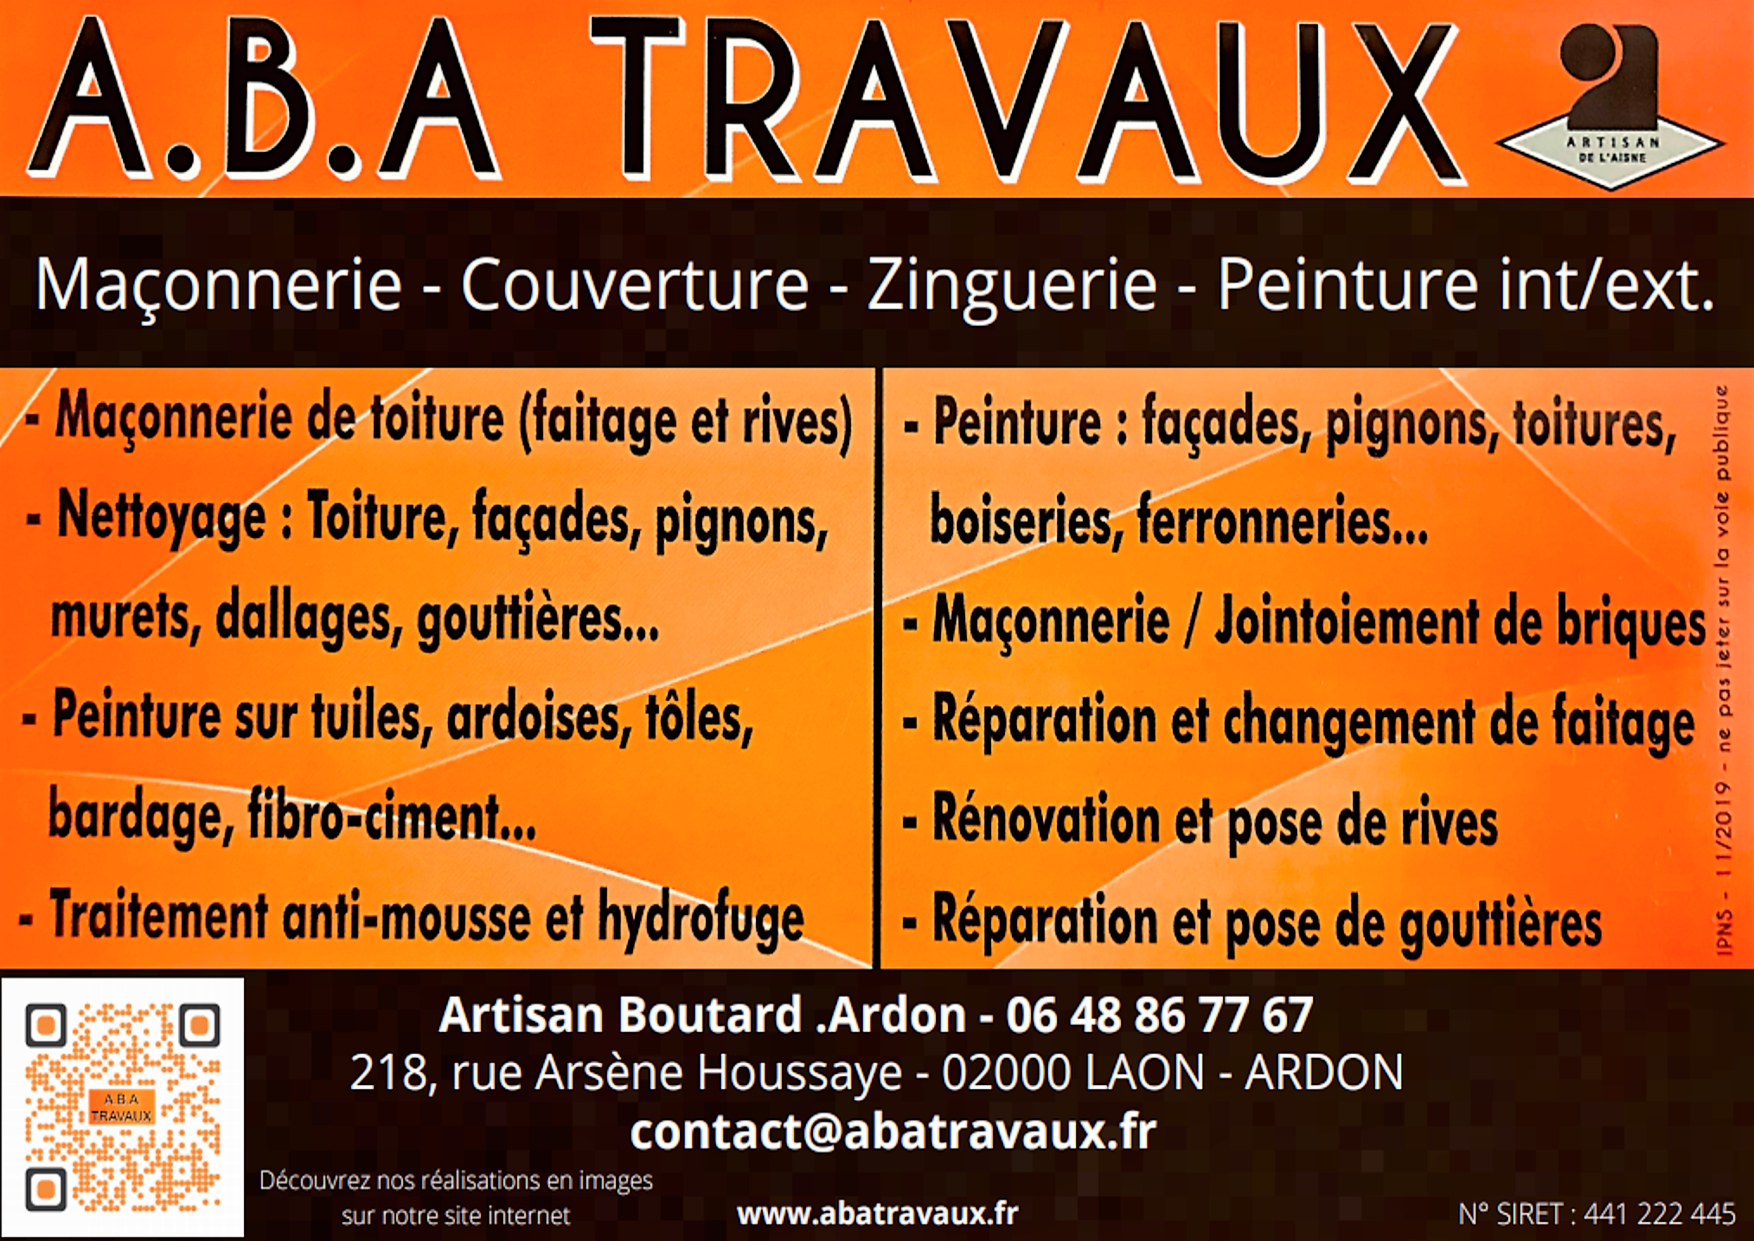 A.B.A TRAVAUX
ARTISAN
DE L'AISNE
Maçonnerie - Couverture - Zinguerie - Peinture int/ext.
- Maçonnerie de toiture (faitage et rives)
- Nettoyage : Toiture, façades, pignons,
murets, dallages, gouttières...
- Peinture sur tuiles, ardoises, tôles,
bardage, fibro-ciment...
- Traitement anti-mousse et hydrofuge
- Peinture : façades, pignons, toitures,
boiseries, ferronneries...
- Maçonnerie / Jointoiement de briques
- Réparation et changement de faitage
- Rénovation et pose de rives
- Réparation et pose de gouttières
IPNS - 11/2019 - ne pas jeter sur la voie publique
Artisan Boutard .Ardon - 06 48 86 77 67
218, rue Arsène Houssaye - 02000 LAON - ARDON
contact@abatravaux.fr
A.B.A
TRAVAUX
Découvrez nos réalisations en images
sur notre site internet
www.abatravaux.fr
N° SIRET : 441 222 445